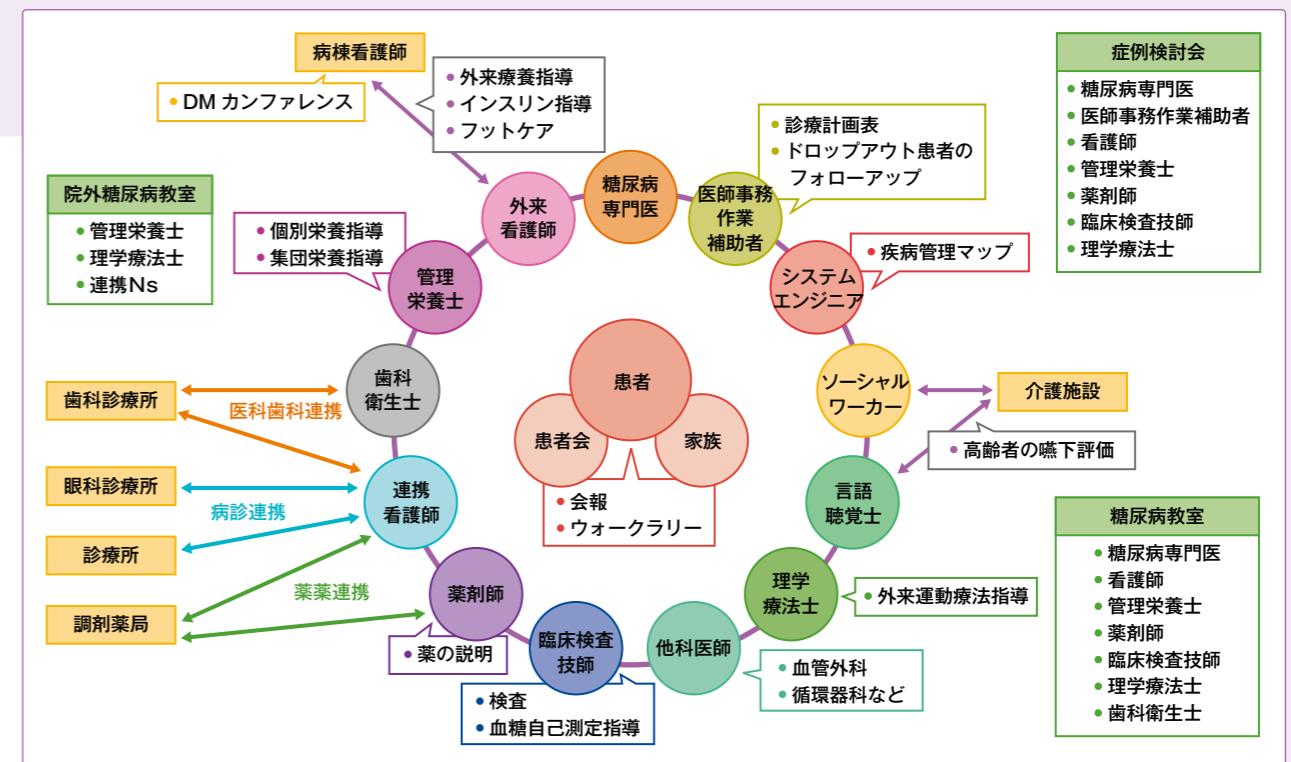 病棟看護師
• DM カンファレンス
• 外来療養指導
• インスリン指導
• フットケア
症例検討会
• 糖尿病専門医
• 医師事務作業補助者
• 看護師
• 管理栄養士
• 薬剤師
• 臨床検査技師
• 理学療法士
• 診療計画表
• ドロップアウト患者の
フォローアップ
院外糖尿病教室
• 管理栄養士
• 理学療法士
• 連携Ns
• 個別栄養指導
• 集団栄養指導
外来
看護師
糖尿病
専門医
医師事務
作業
補助者
• 疾病管理マップ
管理
栄養士
システム
エンジニア
歯科診療所
医科歯科連携
歯科
衛生士
患者
患者会
家族
• 会報
• ウォークラリー
ソーシャル
ワーカー
介護施設
• 高齢者の嚥下評価
眼科診療所
病診連携
診療所
連携
看護師
言語
聴覚士
調剤薬局
薬薬連携
薬剤師
• 薬の説明
臨床検査
技師
• 検査
• 血糖自己測定指導
他科医師
• 血管外科
• 循環器科など
理学
療法士
• 外来運動療法指導
糖尿病教室
• 糖尿病専門医
• 看護師
• 管理栄養士
• 薬剤師
• 臨床検査技師
• 理学療法士
• 歯科衛生士